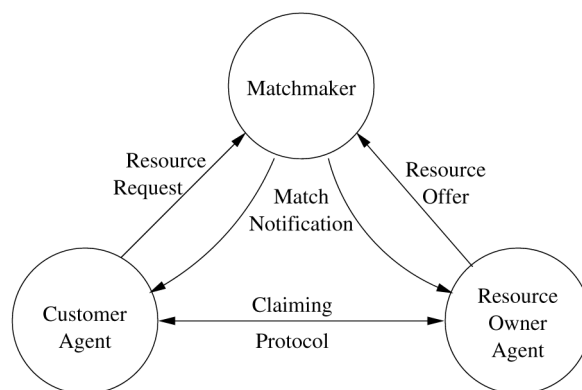 Matchmaker
Resource
Request
Resource
Offer
Match
Notification
Customer
Agent
Claiming
Protocol
Resource
Owner
Agent